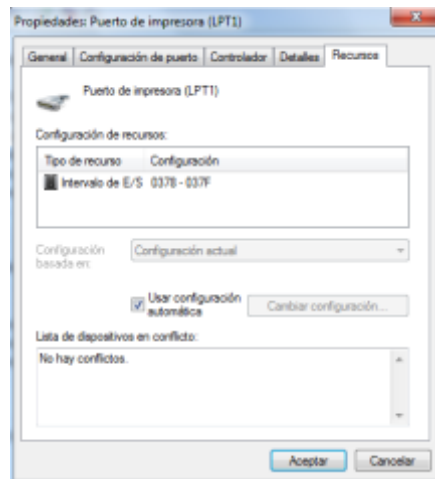 Propiedades: Puerto de impresora (LPT1)
General Configuración de puerto Controlador Detalles Recursos
Puerto de impresora (LPT1)
Configuración de recursos:
Tipo de recurso Configuración
Intervalo de E/S 0378 - 037F
Configuración basada en:
Configuración actual
Usar configuración automática
Cambiar configuración...
Lista de dispositivos en conflicto:
No hay conflictos.
Aceptar Cancelar